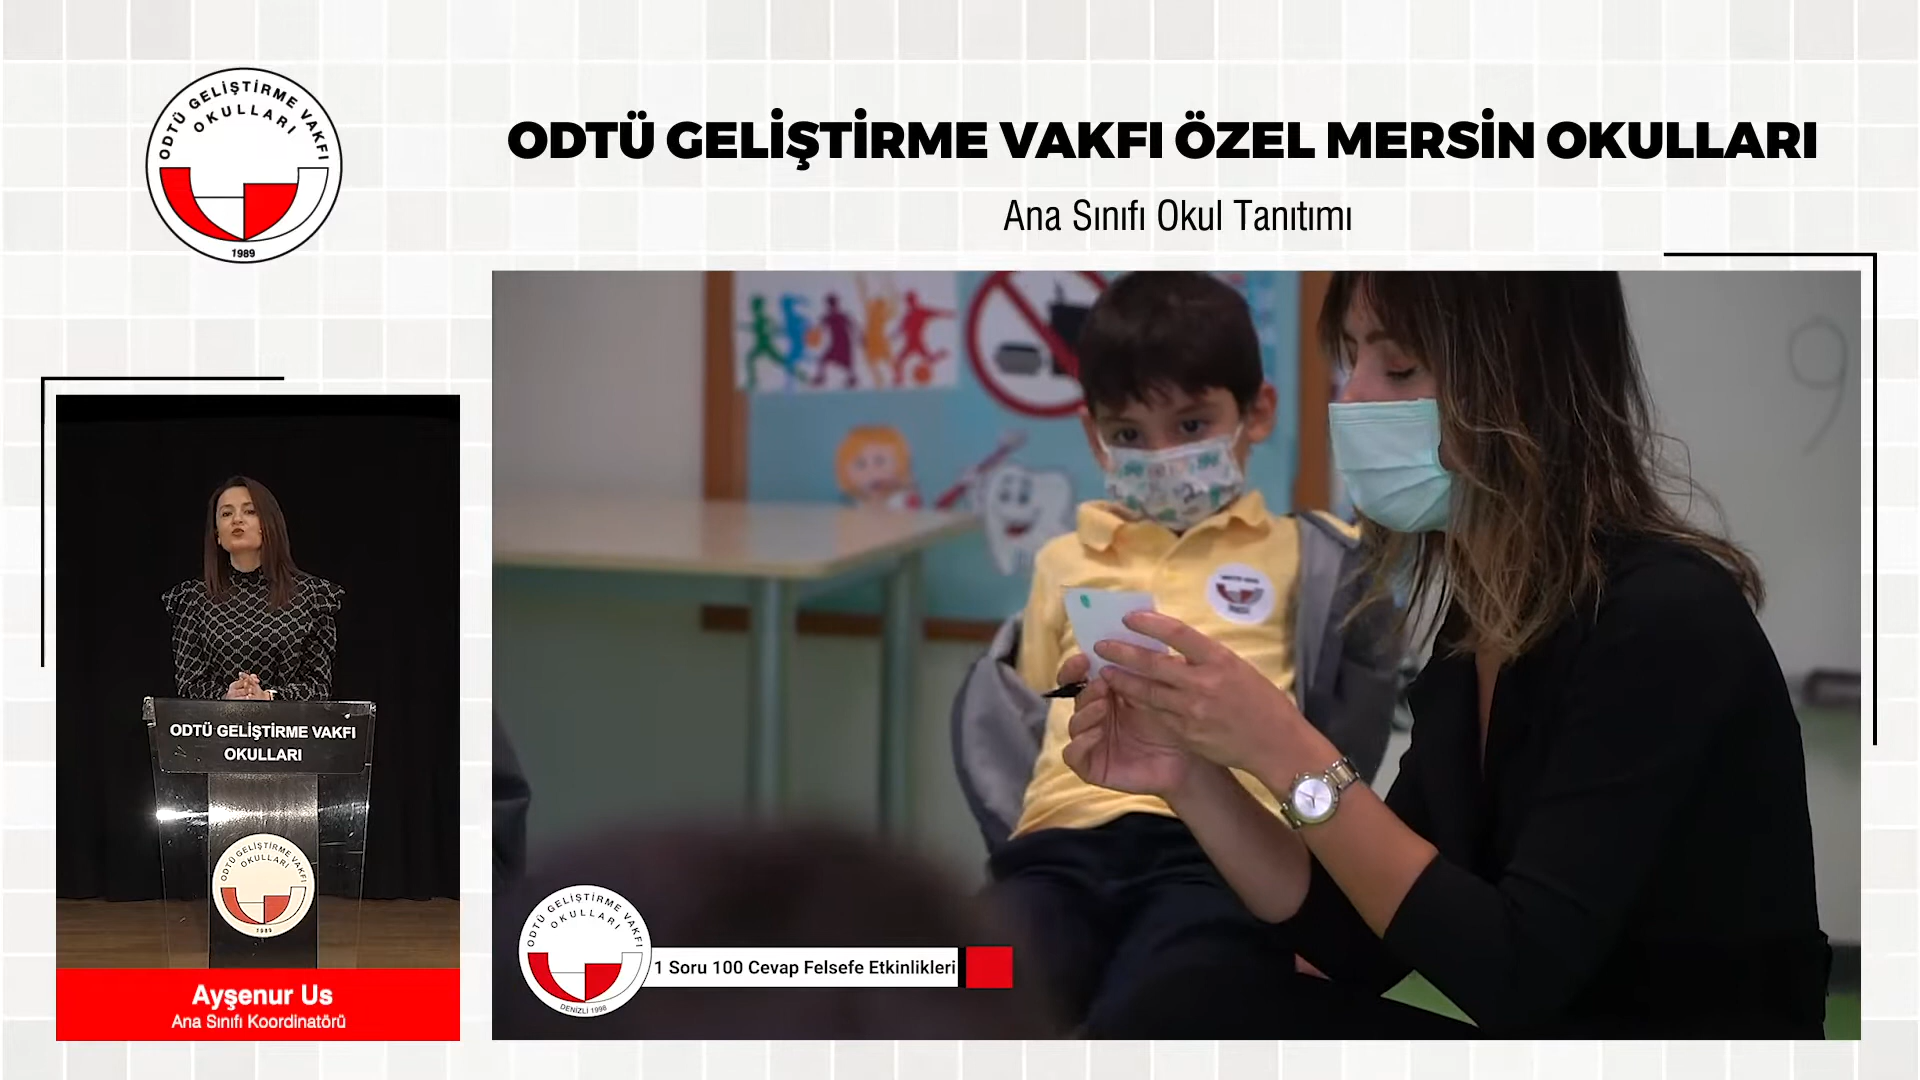 ODTÜ GELİŞTİRME VAKFI
OKULLARI
1989
ODTÜ GELİŞTİRME VAKFI ÖZEL MERSİN OKULLARI
Ana Sınıfı Okul Tanıtımı
9
ODTÜ GELİŞTİRME VAKFI
OKULLARI
ODTÜ GELİŞTİRME VAKFI
OKULLARI
1989
Ayşenur Us
Ana Sınıfı Koordinatörü
ODTÜ GELİŞTİRME VAKFI
OKULLARI
DENİZLİ 1998
1 Soru 100 Cevap Felsefe Etkinlikleri